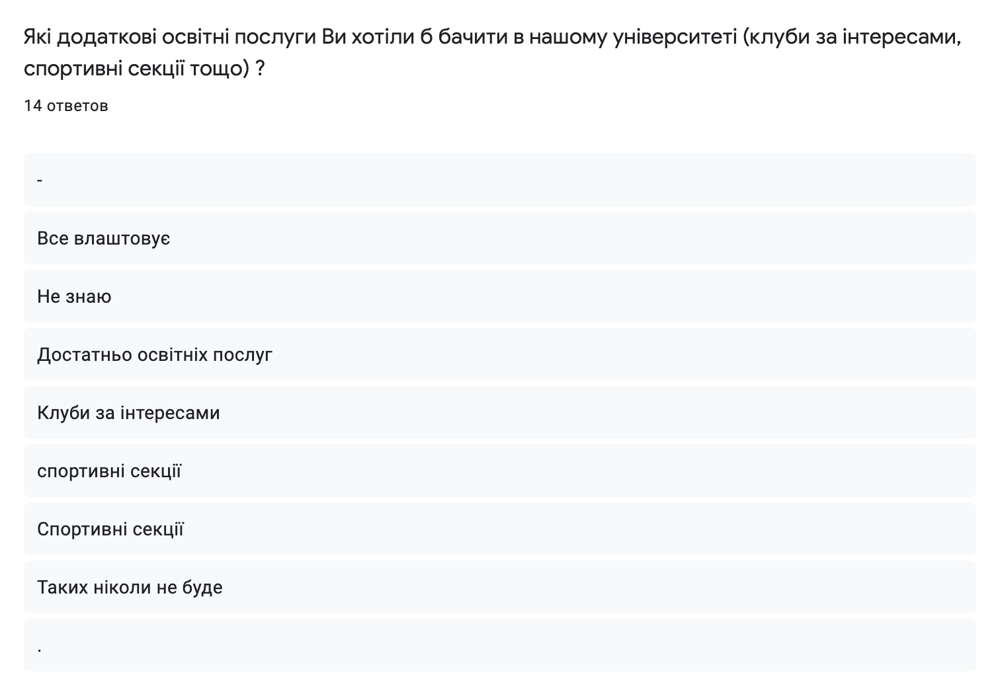 Які додаткові освітні послуги Ви хотіли б бачити в нашому університеті (клуби за інтересами,
спортивні секції тощо) ?
14 ответов
-
Все влаштовує
Не знаю
Достатньо освітніх послуг
Клуби за інтересами
спортивні секції
Спортивні секції
Таких ніколи не буде
.